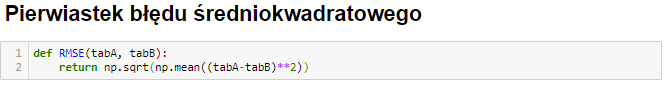 Pierwiastek błędu średniokwadratowego
1 def RMSE(tabA, tabB):
2     return np.sqrt(np.mean((tabA-tabB)**2))